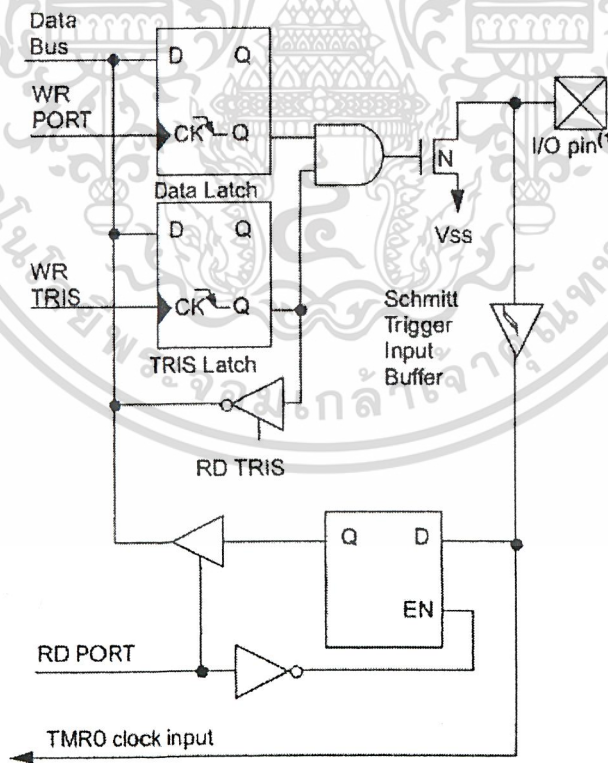 Data
Bus
D Q
WR
PORT
CK Q
N
I/O pin(1
Data Latch
Vss
D Q
WR
TRIS
CK Q
Schmitt
Trigger
Input
Buffer
TRIS Latch
RD TRIS
Q D
EN
RD PORT
TMR0 clock input